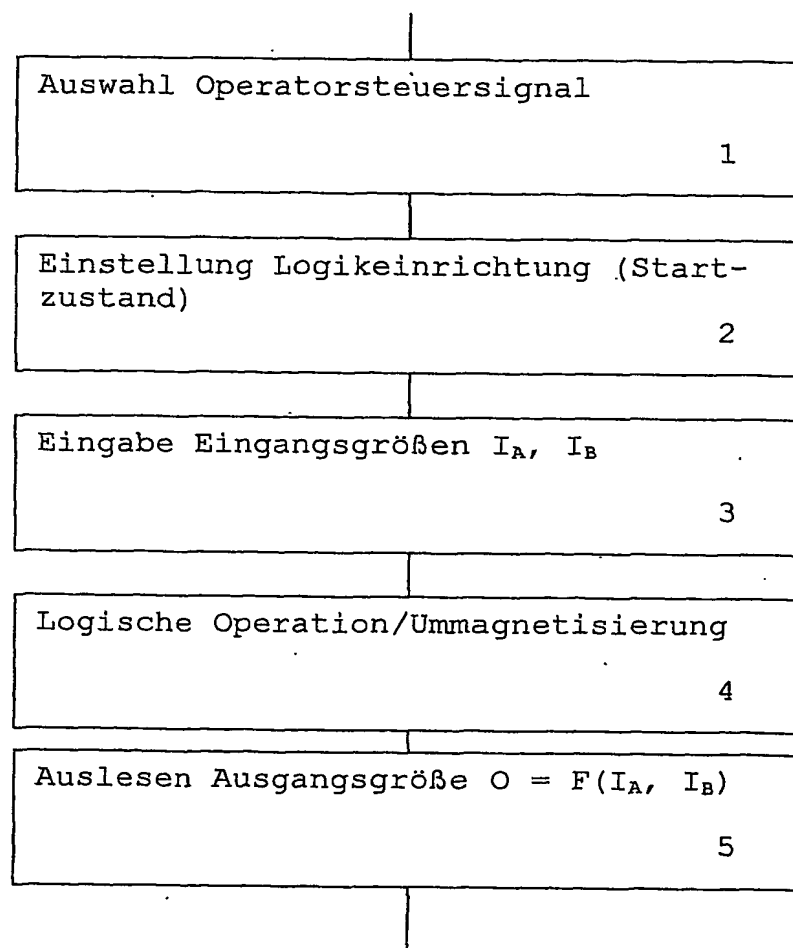 Auswahl Operatorsteuersignal
1
Einstellung Logikeinrichtung (Start-
zustand)
2
Eingabe Eingangsgrößen I_A, I_B
3
Logische Operation/Ummagnetisierung
4
Auslesen Ausgangsgröße O = F(I_A, I_B)
5